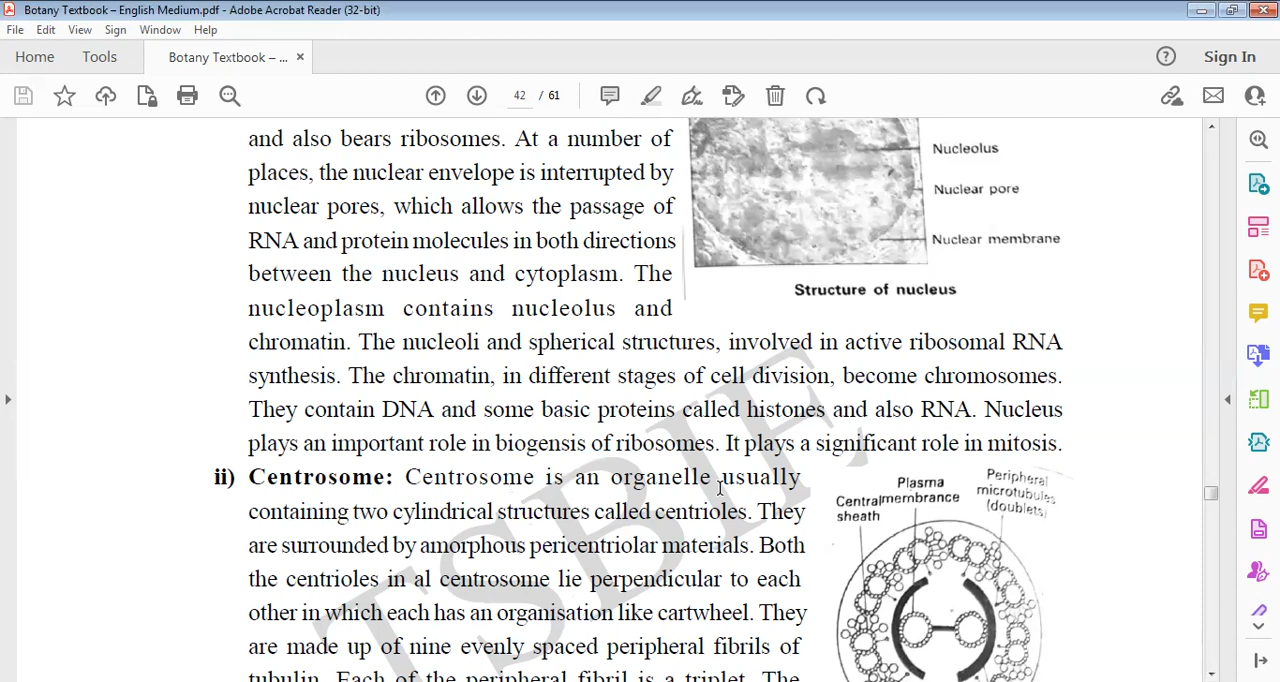 Botany Textbook – English Medium.pdf - Adobe Acrobat Reader (32-bit)
File Edit View Sign Window Help
Home Tools Botany Textbook – ... × Sign In
42 / 61
and also bears ribosomes. At a number of
places, the nuclear envelope is interrupted by
nuclear pores, which allows the passage of
RNA and protein molecules in both directions
between the nucleus and cytoplasm. The
nucleoplasm contains nucleolus and
Nucleolus
Nuclear pore
Nuclear membrane
Structure of nucleus
chromatin. The nucleoli and spherical structures, involved in active ribosomal RNA
synthesis. The chromatin, in different stages of cell division, become chromosomes.
They contain DNA and some basic proteins called histones and also RNA. Nucleus
plays an important role in biogensis of ribosomes. It plays a significant role in mitosis.
ii) Centrosome: Centrosome is an organelle usually
containing two cylindrical structures called centrioles. They
are surrounded by amorphous pericentriolar materials. Both
the centrioles in al centrosome lie perpendicular to each
other in which each has an organisation like cartwheel. They
are made up of nine evenly spaced peripheral fibrils of
tubulin. Each of the peripheral fibril is a triplet. The
Central
sheath
Plasma
membrance
Peripheral
microtubules
(doublets)
TSBIE